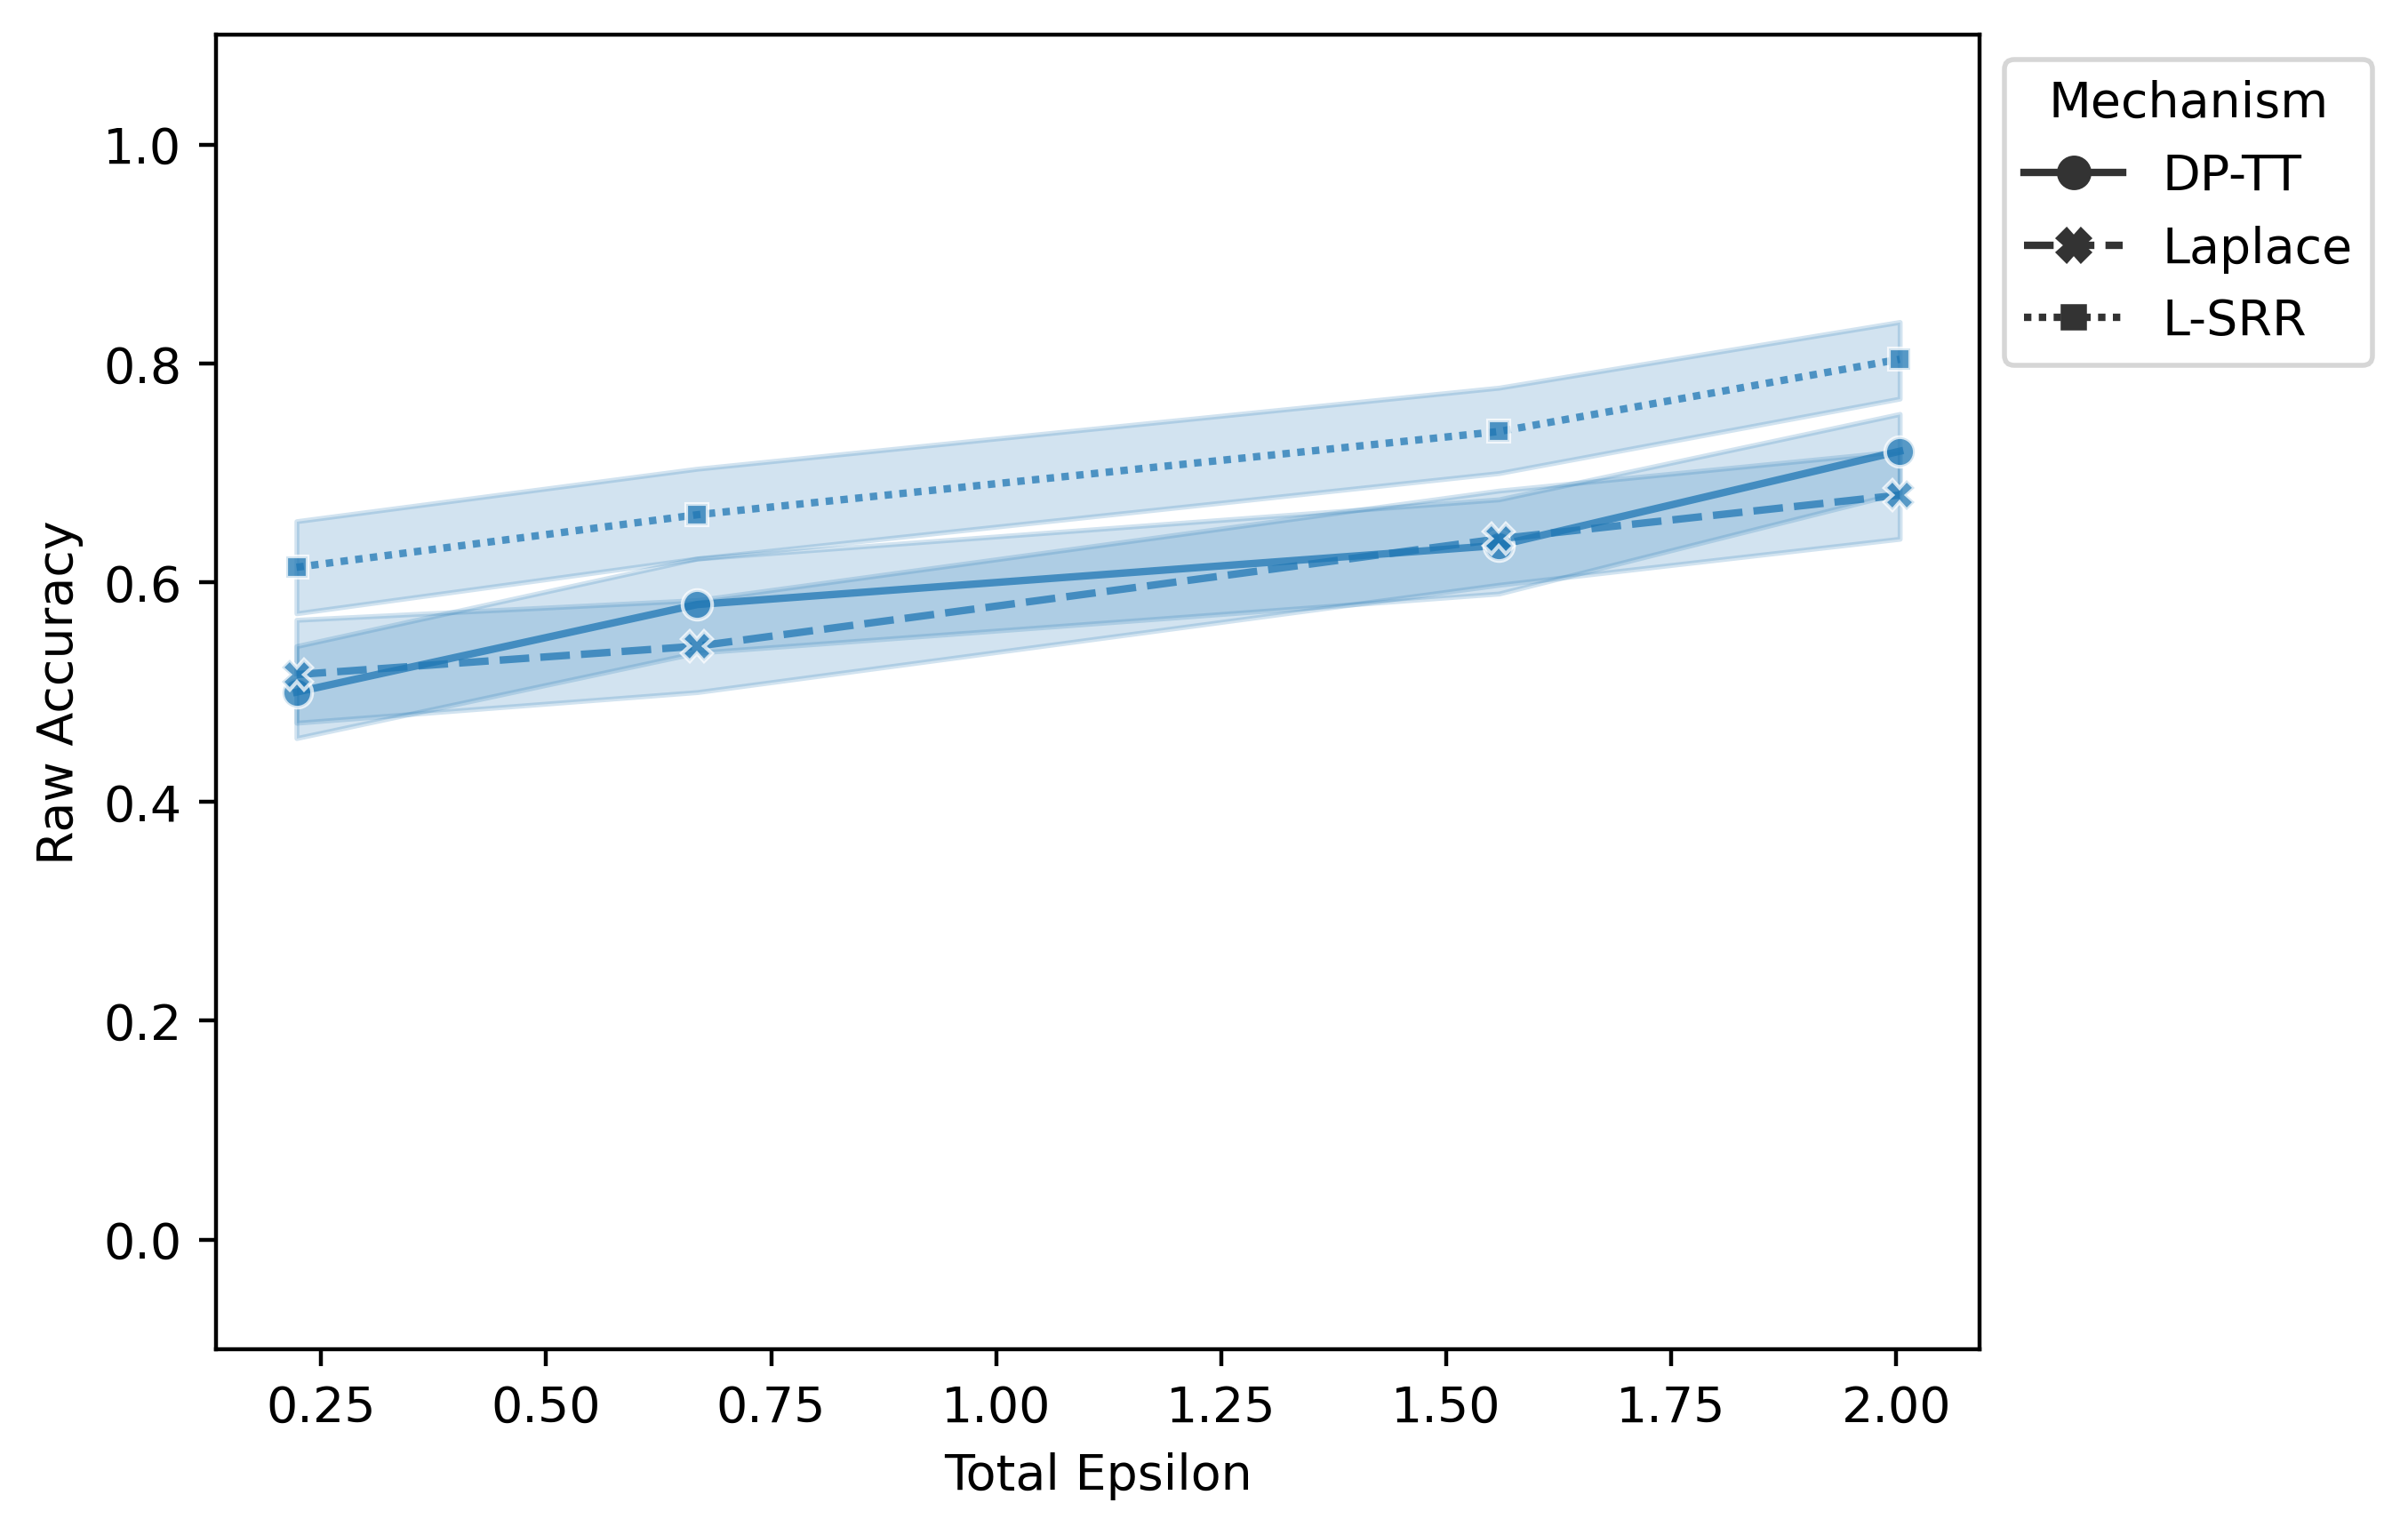 Mechanism
DP-TT
Laplace
L-SRR
Raw Accuracy
1.0
0.8
0.6
0.4
0.2
0.0
0.25 0.50 0.75 1.00 1.25 1.50 1.75 2.00
Total Epsilon